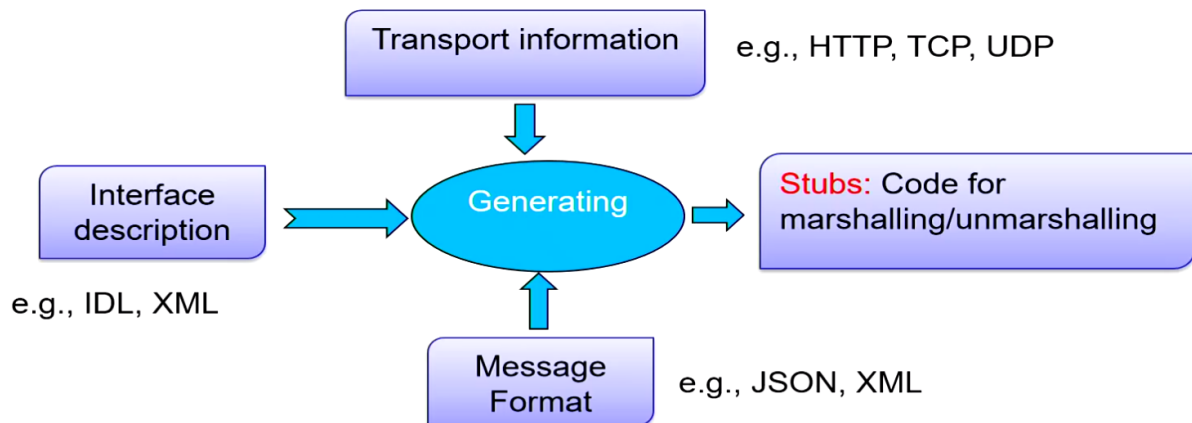 Transport information
e.g., HTTP, TCP, UDP
Interface
description
Generating
Stubs: Code for
marshalling/unmarshalling
e.g., IDL, XML
Message
Format
e.g., JSON, XML